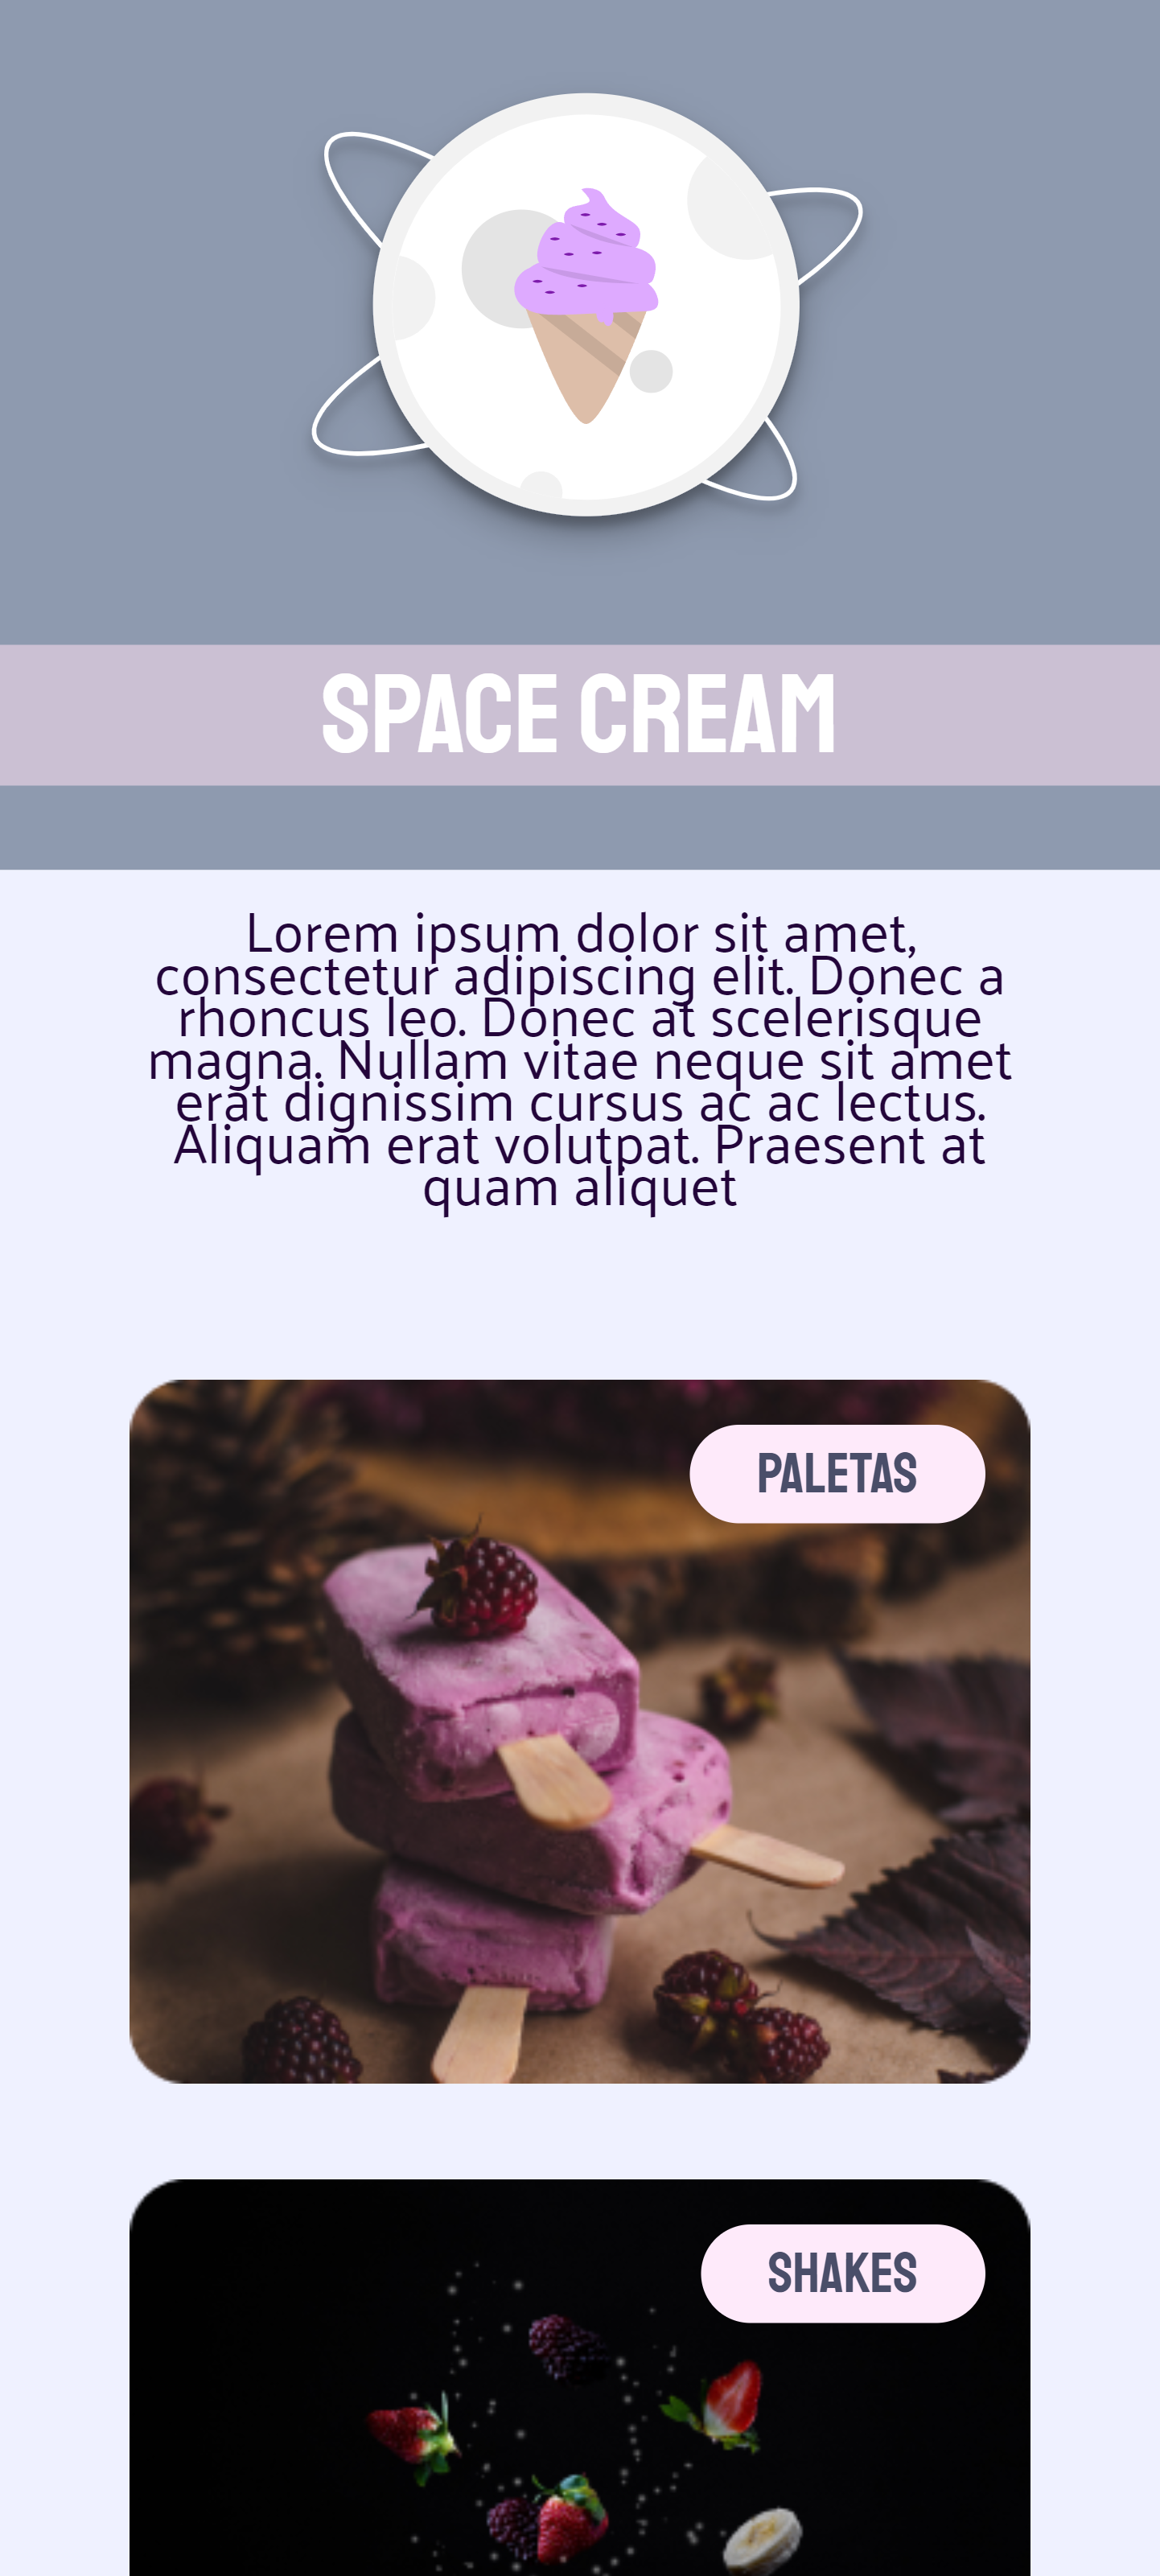 SPACE CREAM
Lorem ipsum dolor sit amet,
consectetur adipiscing elit. Donec a
rhoncus leo. Donec at scelerisque
magna. Nullam vitae neque sit amet
erat dignissim cursus ac ac lectus.
Aliquam erat volutpat. Praesent at
quam aliquet
PALETAS
SHAKES